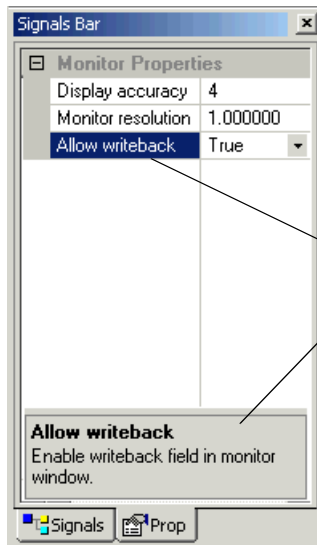 Signals Bar
Monitor Properties
Display accuracy 4
Monitor resolution 1.000000
Allow writeback True
Allow writeback
Enable writeback field in monitor
window.
Signals Prop